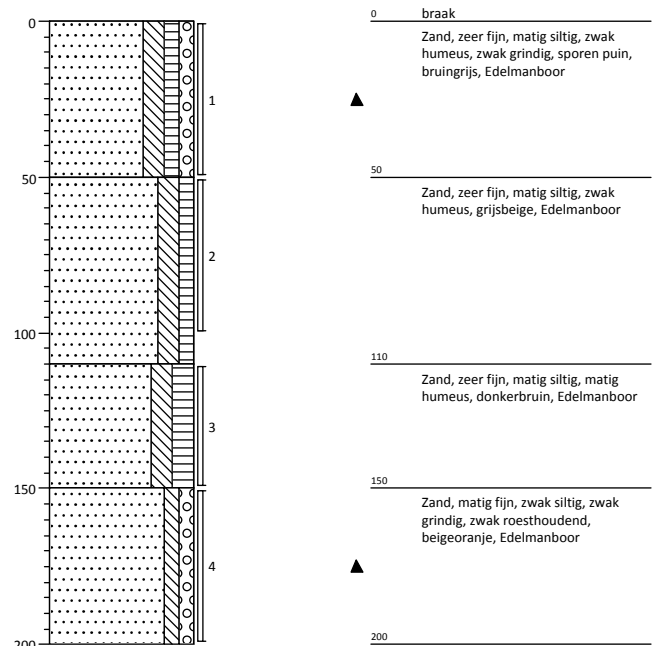 0
1
50
2
100
3
150
4
200
0 braak
Zand, zeer fijn, matig siltig, zwak
humeus, zwak grindig, sporen puin,
bruingrijs, Edelmanboor
50
Zand, zeer fijn, matig siltig, zwak
humeus, grijsbeige, Edelmanboor
110
Zand, zeer fijn, matig siltig, matig
humeus, donkerbruin, Edelmanboor
150
Zand, matig fijn, zwak siltig, zwak
grindig, zwak roesthoudend,
beigeoranje, Edelmanboor
200